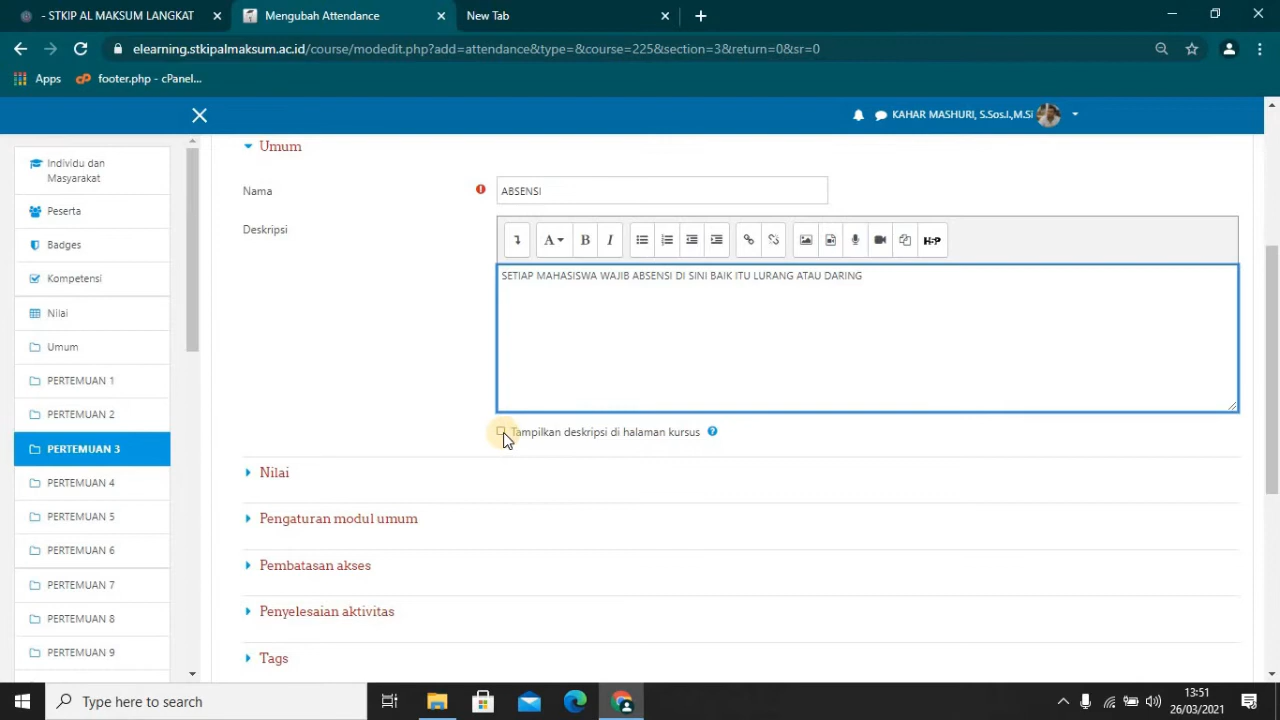 - STKIP AL MAKSUM LANGKAT
Mengubah Attendance
New Tab
elearning.stkipalmaksum.ac.id/course/modedit.php?add=attendance&type=&course=225&section=3&return=0&sr=0
Apps
footer.php - cPanel...
KAHAR MASHURI, S.Sos.I.,M.Si
Individu dan
Masyarakat
Peserta
Badges
Kompetensi
Nilai
Umum
PERTEMUAN 1
PERTEMUAN 2
PERTEMUAN 3
PERTEMUAN 4
PERTEMUAN 5
PERTEMUAN 6
PERTEMUAN 7
PERTEMUAN 8
PERTEMUAN 9
Umum
Nama
ABSENSI
Deskripsi
A B I H-P
SETIAP MAHASISWA WAJIB ABSENSI DI SINI BAIK ITU LURANG ATAU DARING
Tampilkan deskripsi di halaman kursus
Nilai
Pengaturan modul umum
Pembatasan akses
Penyelesaian aktivitas
Tags
Type here to search
13:51
26/03/2021